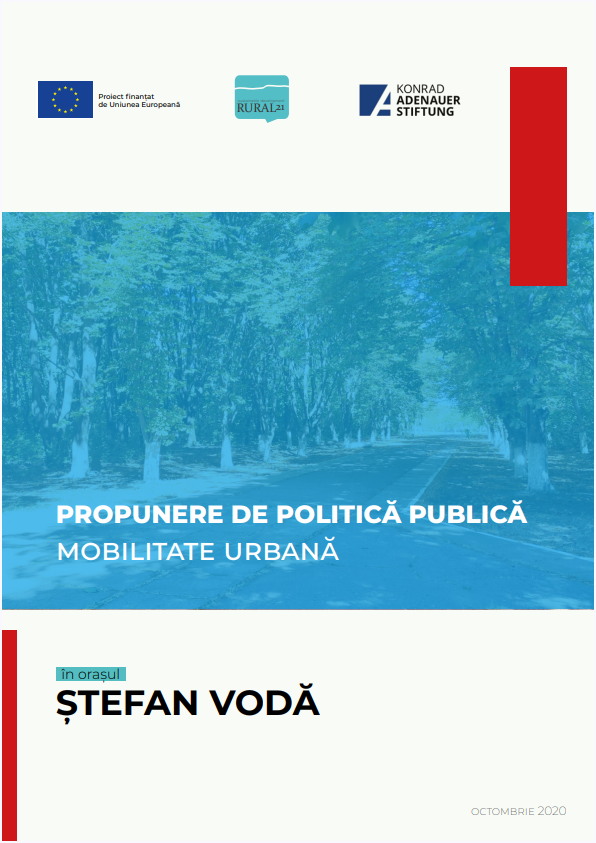 Proiect finanțat
de Uniunea Europeană
RURAL21
KONRAD
ADENAUER
STIFTUNG
PROPUNERE DE POLITICĂ PUBLICĂ
MOBILITATE URBANĂ
în orașul
ȘTEFAN VODĂ
OCTOMBRIE 2020